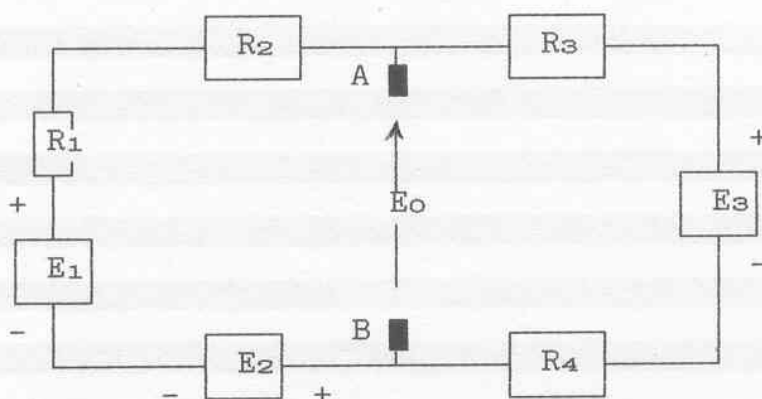 R2
R3
A
R1
+
+
E0
E3
E1
-
-
B
E2
R4
-
+